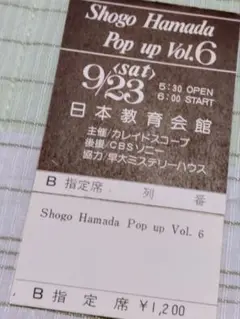 Shogo Hamada
Pop up Vol.6
9/23 〈sat〉 5:30 OPEN
6:00 START
日本教育会館
主催/カレイドスコープ
後援/CBSソニー
協力/早大ミステリーハウス
B 指定席 列 番
Shogo Hamada Pop up Vol. 6
B 指定席 ¥1,200